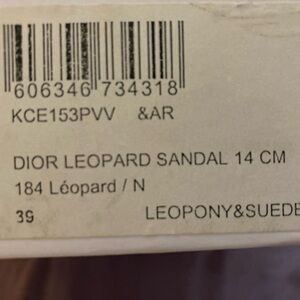 606346 734318
KCE153PVV &AR
DIOR LEOPARD SANDAL 14 CM
184 Léopard / N
39 LEOPONY&SUEDE